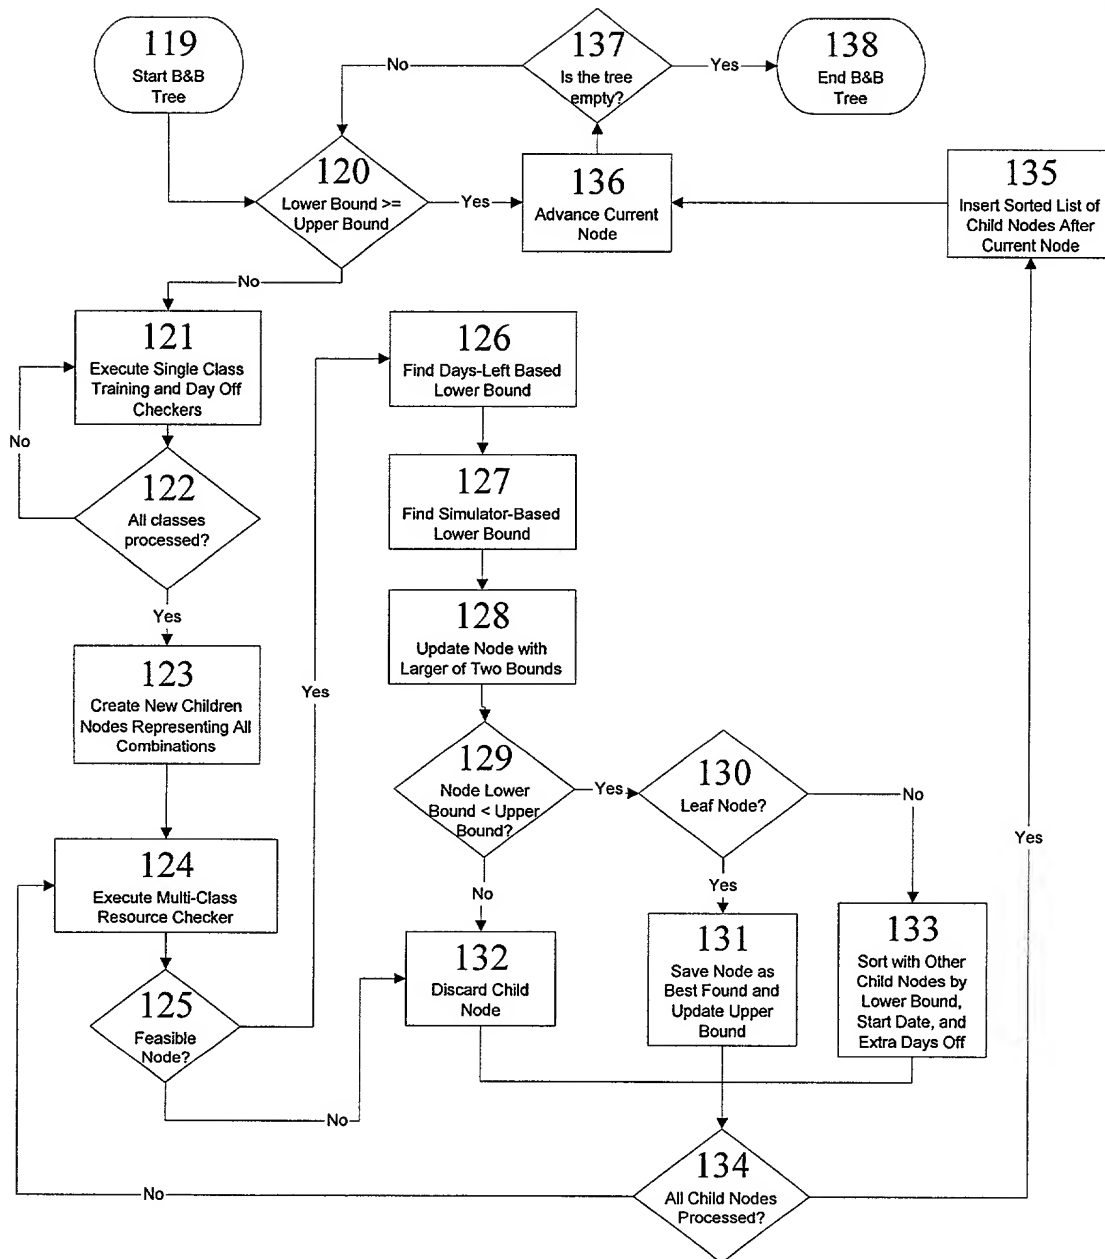 119
Start B&B
Tree
137
Is the tree
empty?
138
End B&B
Tree
No
Yes
120
Lower Bound >=
Upper Bound
Yes
136
Advance Current
Node
135
Insert Sorted List of
Child Nodes After
Current Node
No
121
Execute Single Class
Training and Day Off
Checkers
126
Find Days-Left Based
Lower Bound
No
122
All classes
processed?
127
Find Simulator-Based
Lower Bound
Yes
128
Update Node with
Larger of Two Bounds
123
Create New Children
Nodes Representing All
Combinations
Yes
129
Node Lower
Bound < Upper
Bound?
Yes
130
Leaf Node?
No
Yes
124
Execute Multi-Class
Resource Checker
No
Yes
132
Discard Child
Node
131
Save Node as
Best Found and
Update Upper
Bound
133
Sort with Other
Child Nodes by
Lower Bound,
Start Date, and
Extra Days Off
125
Feasible
Node?
No
134
All Child Nodes
Processed?
No